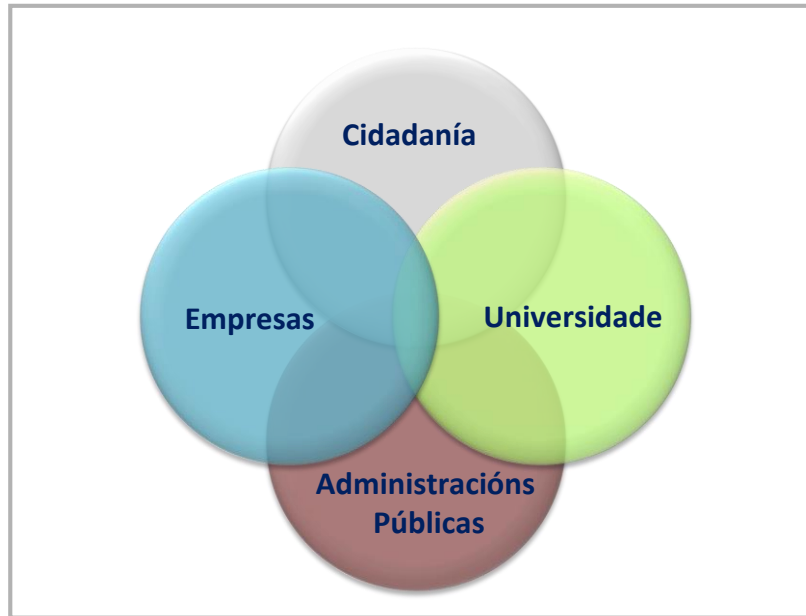 Cidadanía
Empresas
Universidade
Administracións
Públicas